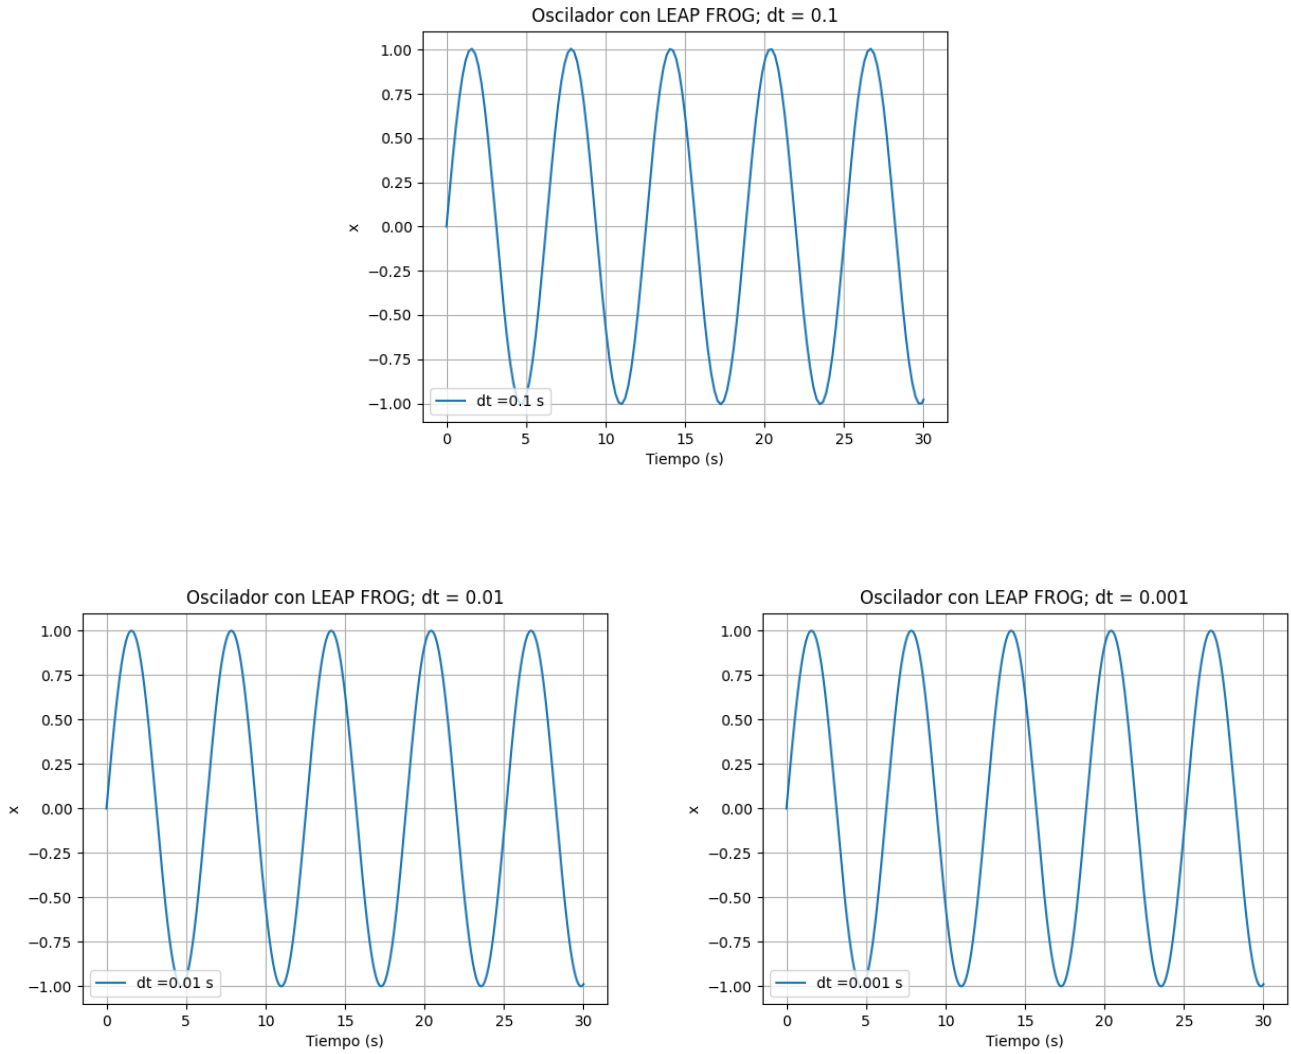 Oscilador con LEAP FROG; dt = 0.1
1.00
0.75
0.50
0.25
0.00
−0.25
−0.50
−0.75
−1.00
x
dt =0.1 s
0 5 10 15 20 25 30
Tiempo (s)
Oscilador con LEAP FROG; dt = 0.01
1.00
0.75
0.50
0.25
0.00
−0.25
−0.50
−0.75
−1.00
x
dt =0.01 s
0 5 10 15 20 25 30
Tiempo (s)
Oscilador con LEAP FROG; dt = 0.001
1.00
0.75
0.50
0.25
0.00
−0.25
−0.50
−0.75
−1.00
x
dt =0.001 s
0 5 10 15 20 25 30
Tiempo (s)